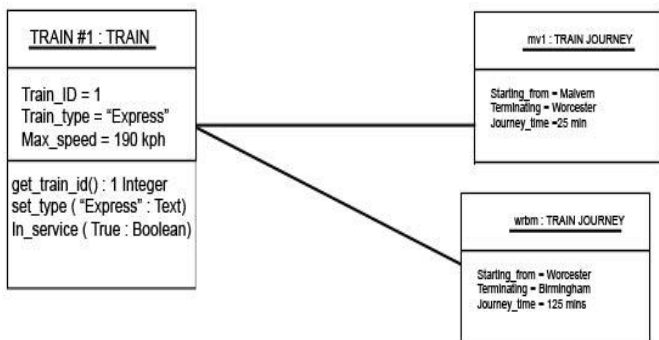 TRAIN #1 : TRAIN
Train_ID = 1
Train_type = “Express”
Max_speed = 190 kph
get_train_id() : 1 Integer
set_type ( “Express” : Text)
In_service ( True : Boolean)
mv1 : TRAIN JOURNEY
Starting_from = Malvern
Terminating = Worcester
Journey_time =25 min
wrbm : TRAIN JOURNEY
Starting_from = Worcester
Terminating = Birmingham
Journey_time = 125 mins